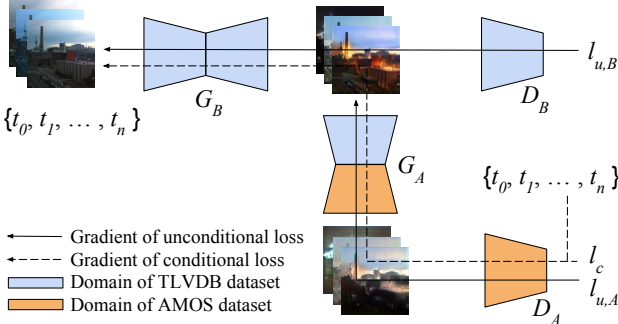 l_{u,B}
G_B
D_B
{t_0, t_1, ... , t_n}
G_A
{t_0, t_1, ... , t_n}
Gradient of unconditional loss
Gradient of conditional loss
l_c
Domain of TLVDB dataset
l_{u,A}
Domain of AMOS dataset
D_A